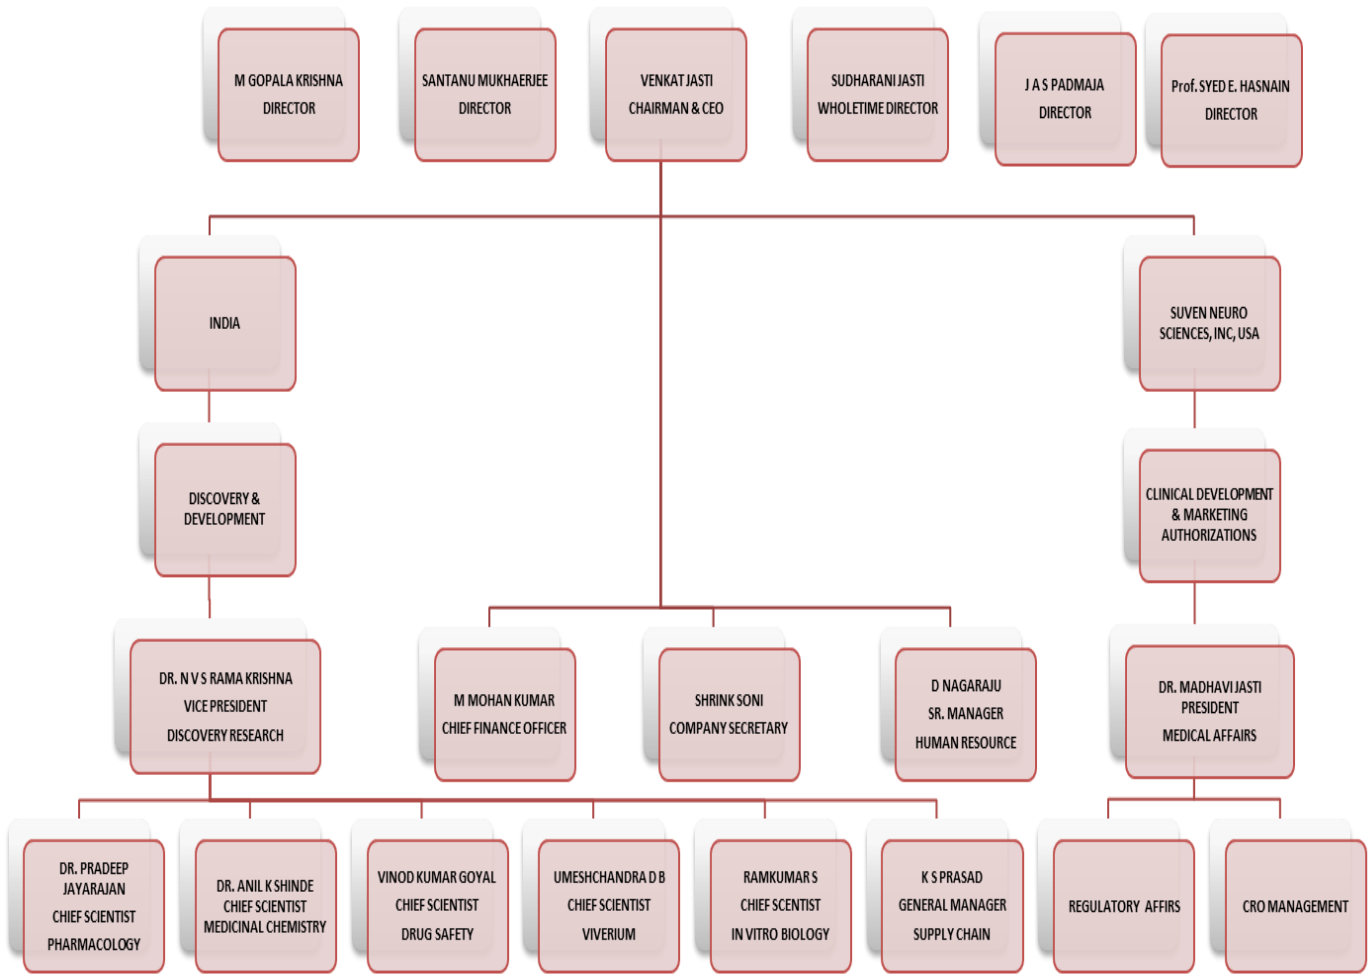 M GOPALA KRISHNA
DIRECTOR
SANTANU MUKHAERJEE
DIRECTOR
VENKAT JASTI
CHAIRMAN & CEO
SUDHARANI JASTI
WHOLETIME DIRECTOR
J A S PADMAJA
DIRECTOR
Prof. SYED E. HASNAIN
DIRECTOR
INDIA
SUVEN NEURO
SCIENCES, INC, USA
DISCOVERY &
DEVELOPMENT
CLINICAL DEVELOPMENT
& MARKETING
AUTHORIZATIONS
DR. N V S RAMA KRISHNA
VICE PRESIDENT
DISCOVERY RESEARCH
M MOHAN KUMAR
CHIEF FINANCE OFFICER
SHRINK SONI
COMPANY SECRETARY
D NAGARAJU
SR. MANAGER
HUMAN RESOURCE
DR. MADHAVI JASTI
PRESIDENT
MEDICAL AFFAIRS
DR. PRADEEP
JAYARAJAN
CHIEF SCIENTIST
PHARMACOLOGY
DR. ANIL K SHINDE
CHIEF SCIENTIST
MEDICINAL CHEMISTRY
VINOD KUMAR GOYAL
CHIEF SCIENTIST
DRUG SAFETY
UMESHCHANDRA D B
CHIEF SCIENTIST
VIVERIUM
RAMKUMAR S
CHIEF SCENTIST
IN VITRO BIOLOGY
K S PRASAD
GENERAL MANAGER
SUPPLY CHAIN
REGULATORY AFFIRS
CRO MANAGEMENT